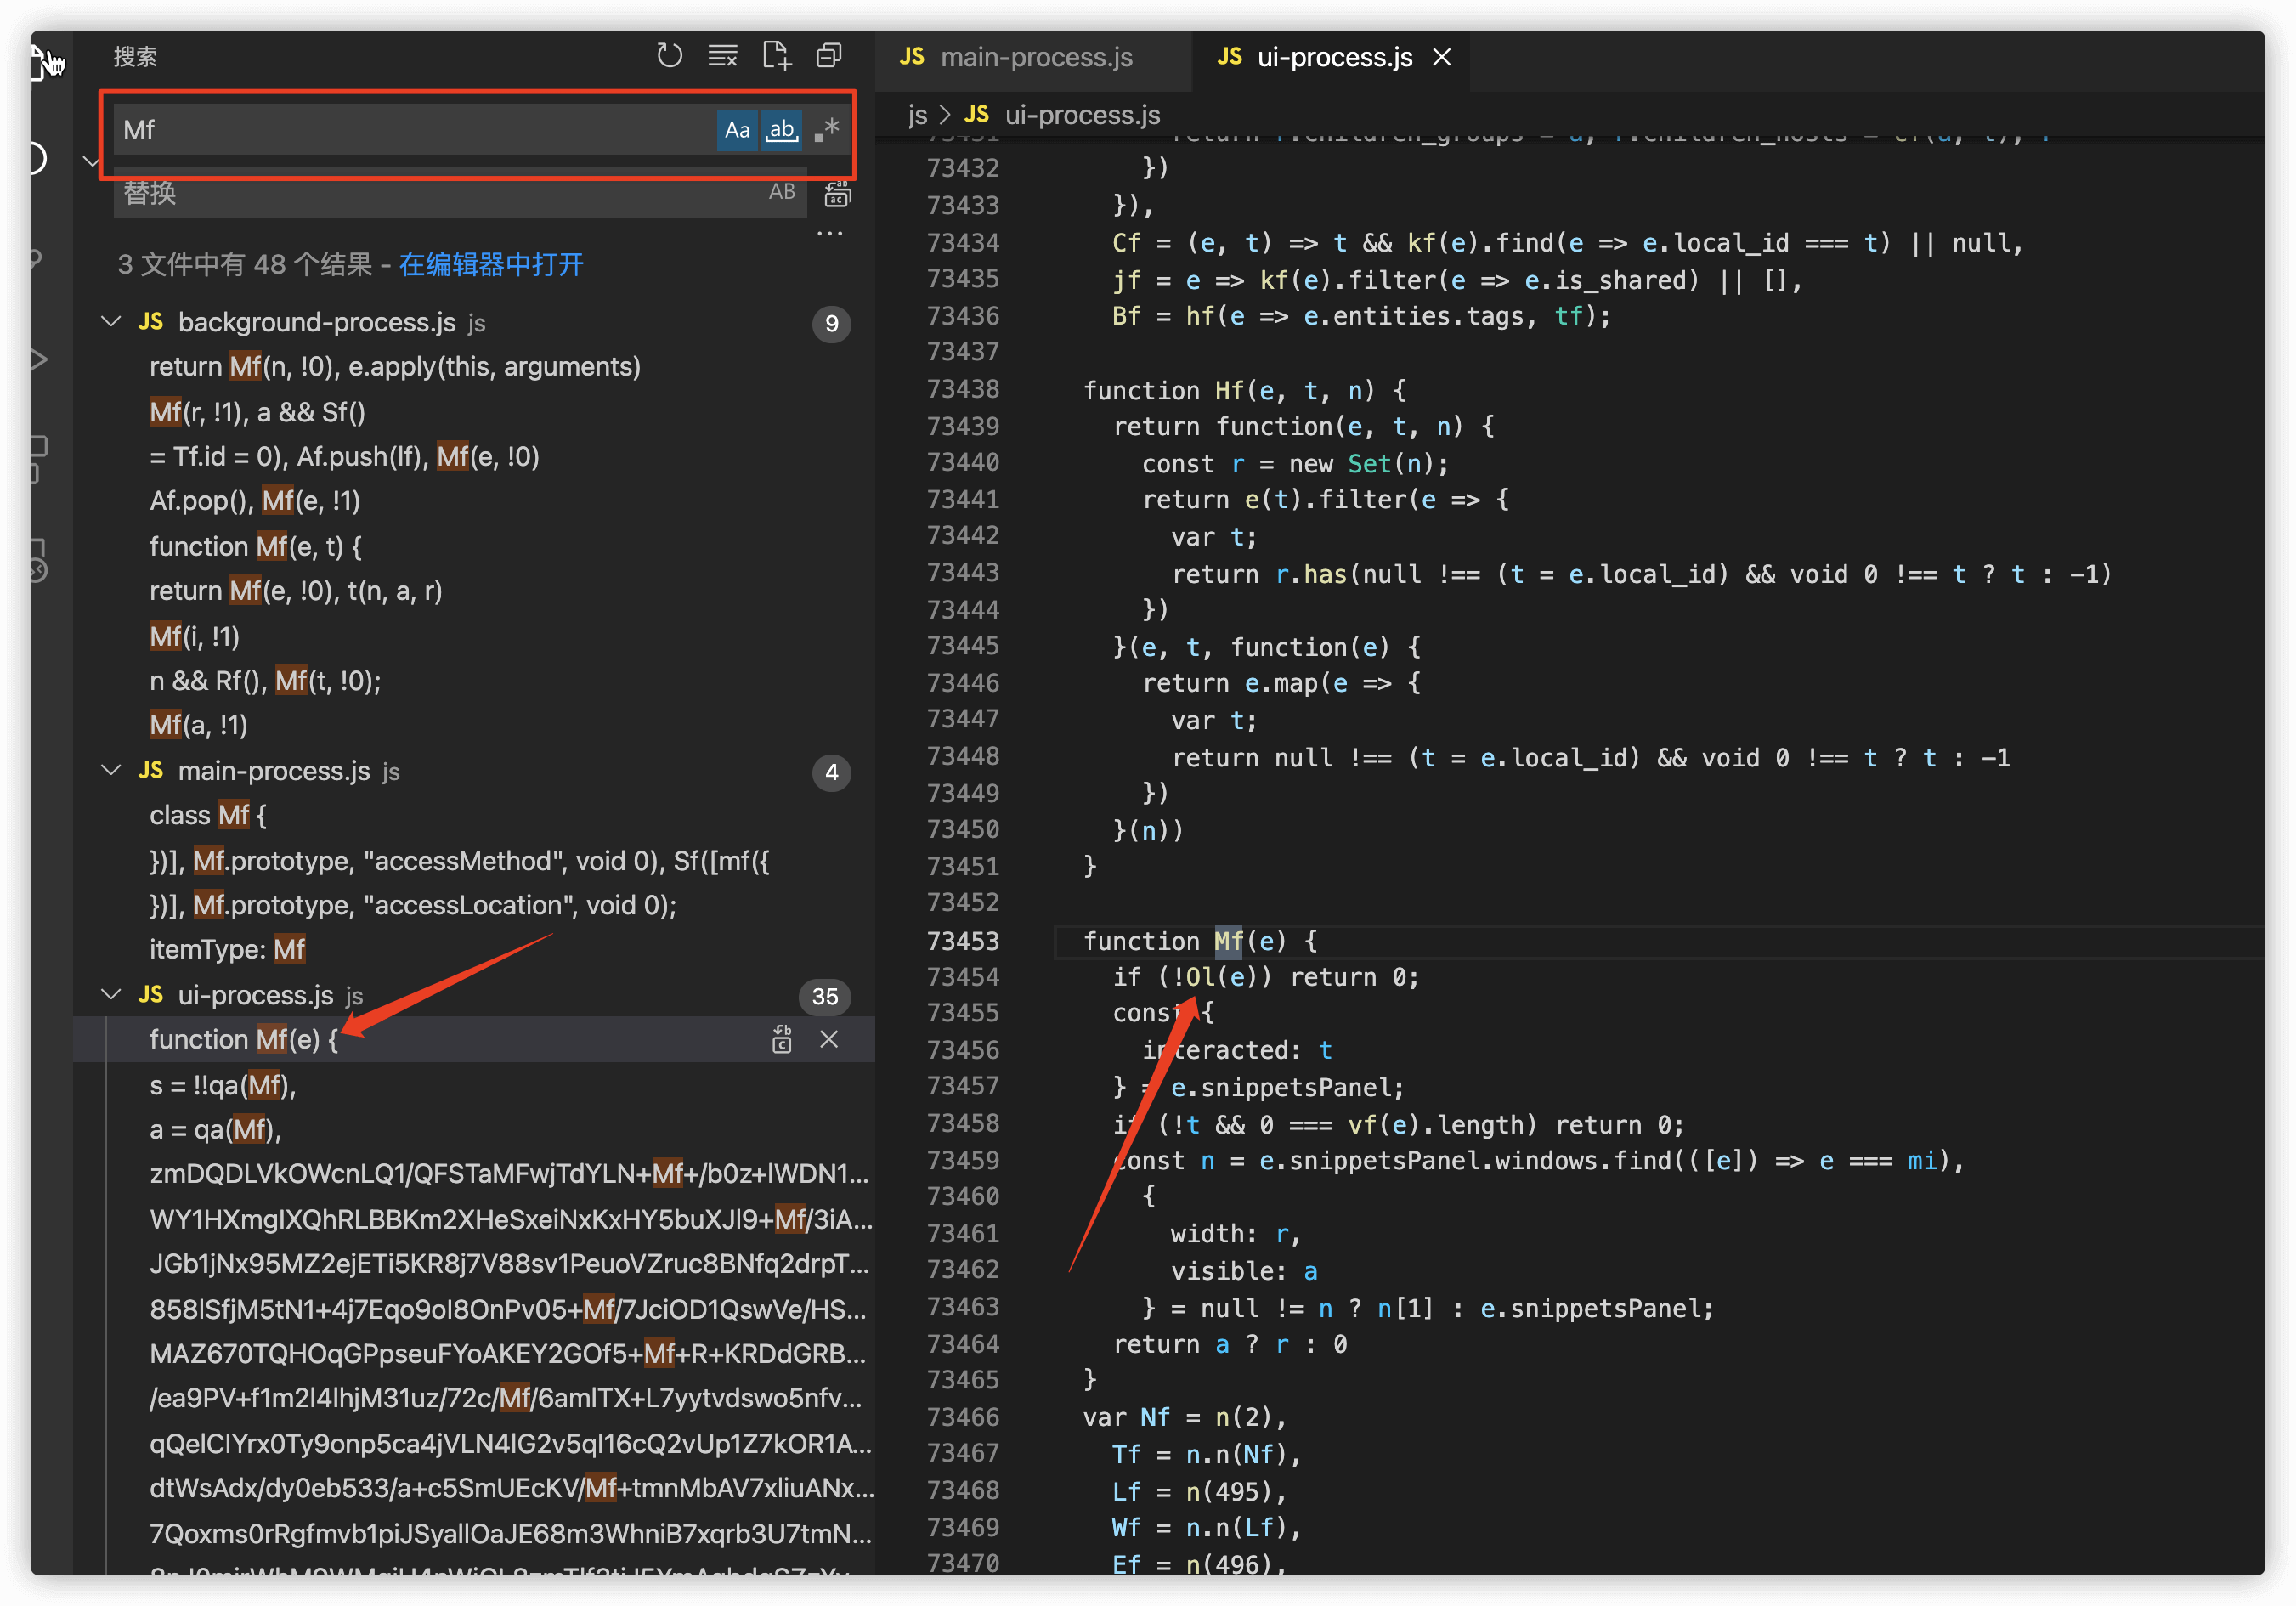 搜索
Mf
Aa
ab
替换
AB
3 文件中有 48 个结果 - 在编辑器中打开
JS background-process.js js 9
return Mf(n, !0), e.apply(this, arguments)
Mf(r, !1), a && Sf()
= Tf.id = 0), Af.push(lf), Mf(e, !0)
Af.pop(), Mf(e, !1)
function Mf(e, t) {
return Mf(e, !0), t(n, a, r)
Mf(i, !1)
n && Rf(), Mf(t, !0);
Mf(a, !1)
JS main-process.js js 4
class Mf {
})], Mf.prototype, "accessMethod", void 0), Sf([mf({
})], Mf.prototype, "accessLocation", void 0);
itemType: Mf
JS ui-process.js js 35
function Mf(e) {
s = !!qa(Mf),
a = qa(Mf),
zmDQDLVkOWcnLQ1/QFSTaMFwjTdYLN+Mf+/b0z+lWDN1...
WY1HXmgIXQhRLBBKm2XHeSxeiNxKxHY5buXJl9+Mf/3iA...
JGb1jNx95MZ2ejETi5KR8j7V88sv1PeuoVZruc8BNfq2drpT...
858lSfjM5tN1+4j7Eqo9oI8OnPv05+Mf/7JciOD1QswVe/HS...
MAZ670TQHOqGPpseuFYoAKEY2GOf5+Mf+R+KRDdGRB...
/ea9PV+f1m2l4lhjM31uz/72c/Mf/6amlTX+L7yytvdswo5nfv...
qQelCIYrx0Ty9onp5ca4jVLN4lG2v5qI16cQ2vUp1Z7kOR1A...
dtWsAdx/dy0eb533/a+c5SmUEcKV/Mf+tmnMbAV7xliuANx...
7Qoxms0rRgfmvb1piJSyallOaJE68m3WhniB7xqrb3U7tmN...
JS main-process.js
JS ui-process.js
js > JS ui-process.js
73432 })
73433 }),
73434 Cf = (e, t) => t && kf(e).find(e => e.local_id === t) || null,
73435 jf = e => kf(e).filter(e => e.is_shared) || [],
73436 Bf = hf(e => e.entities.tags, tf);
73437
73438 function Hf(e, t, n) {
73439 return function(e, t, n) {
73440 const r = new Set(n);
73441 return e(t).filter(e => {
73442 var t;
73443 return r.has(null !== (t = e.local_id) && void 0 !== t ? t : -1)
73444 })
73445 }(e, t, function(e) {
73446 return e.map(e => {
73447 var t;
73448 return null !== (t = e.local_id) && void 0 !== t ? t : -1
73449 })
73450 }(n))
73451 }
73452
73453 function Mf(e) {
73454 if (!Ol(e)) return 0;
73455 const {
73456 interacted: t
73457 } = e.snippetsPanel;
73458 if (!t && 0 === vf(e).length) return 0;
73459 const n = e.snippetsPanel.windows.find(([e]) => e === mi),
73460 {
73461 width: r,
73462 visible: a
73463 } = null != n ? n[1] : e.snippetsPanel;
73464 return a ? r : 0
73465 }
73466 var Nf = n(2),
73467 Tf = n.n(Nf),
73468 Lf = n(495),
73469 Wf = n.n(Lf),
73470 Ef = n(496),